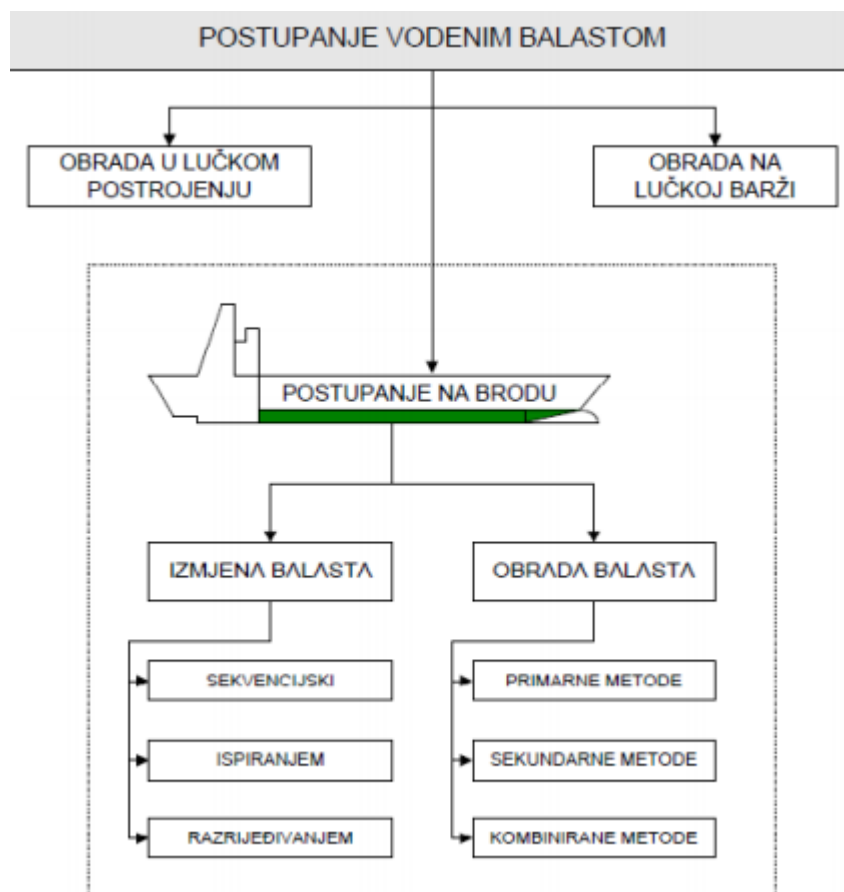 POSTUPANJE VODENIM BALASTOM
OBRADA U LUČKOM
POSTROJENJU
OBRADA NA
LUČKOJ BARŽI
POSTUPANJE NA BRODU
IZMJENA BALASTA
OBRADA BALASTA
SEKVENCIJSKI
PRIMARNE METODE
ISPIRANJEM
SEKUNDARNE METODE
RAZRIJEĐIVANJEM
KOMBINIRANE METODE